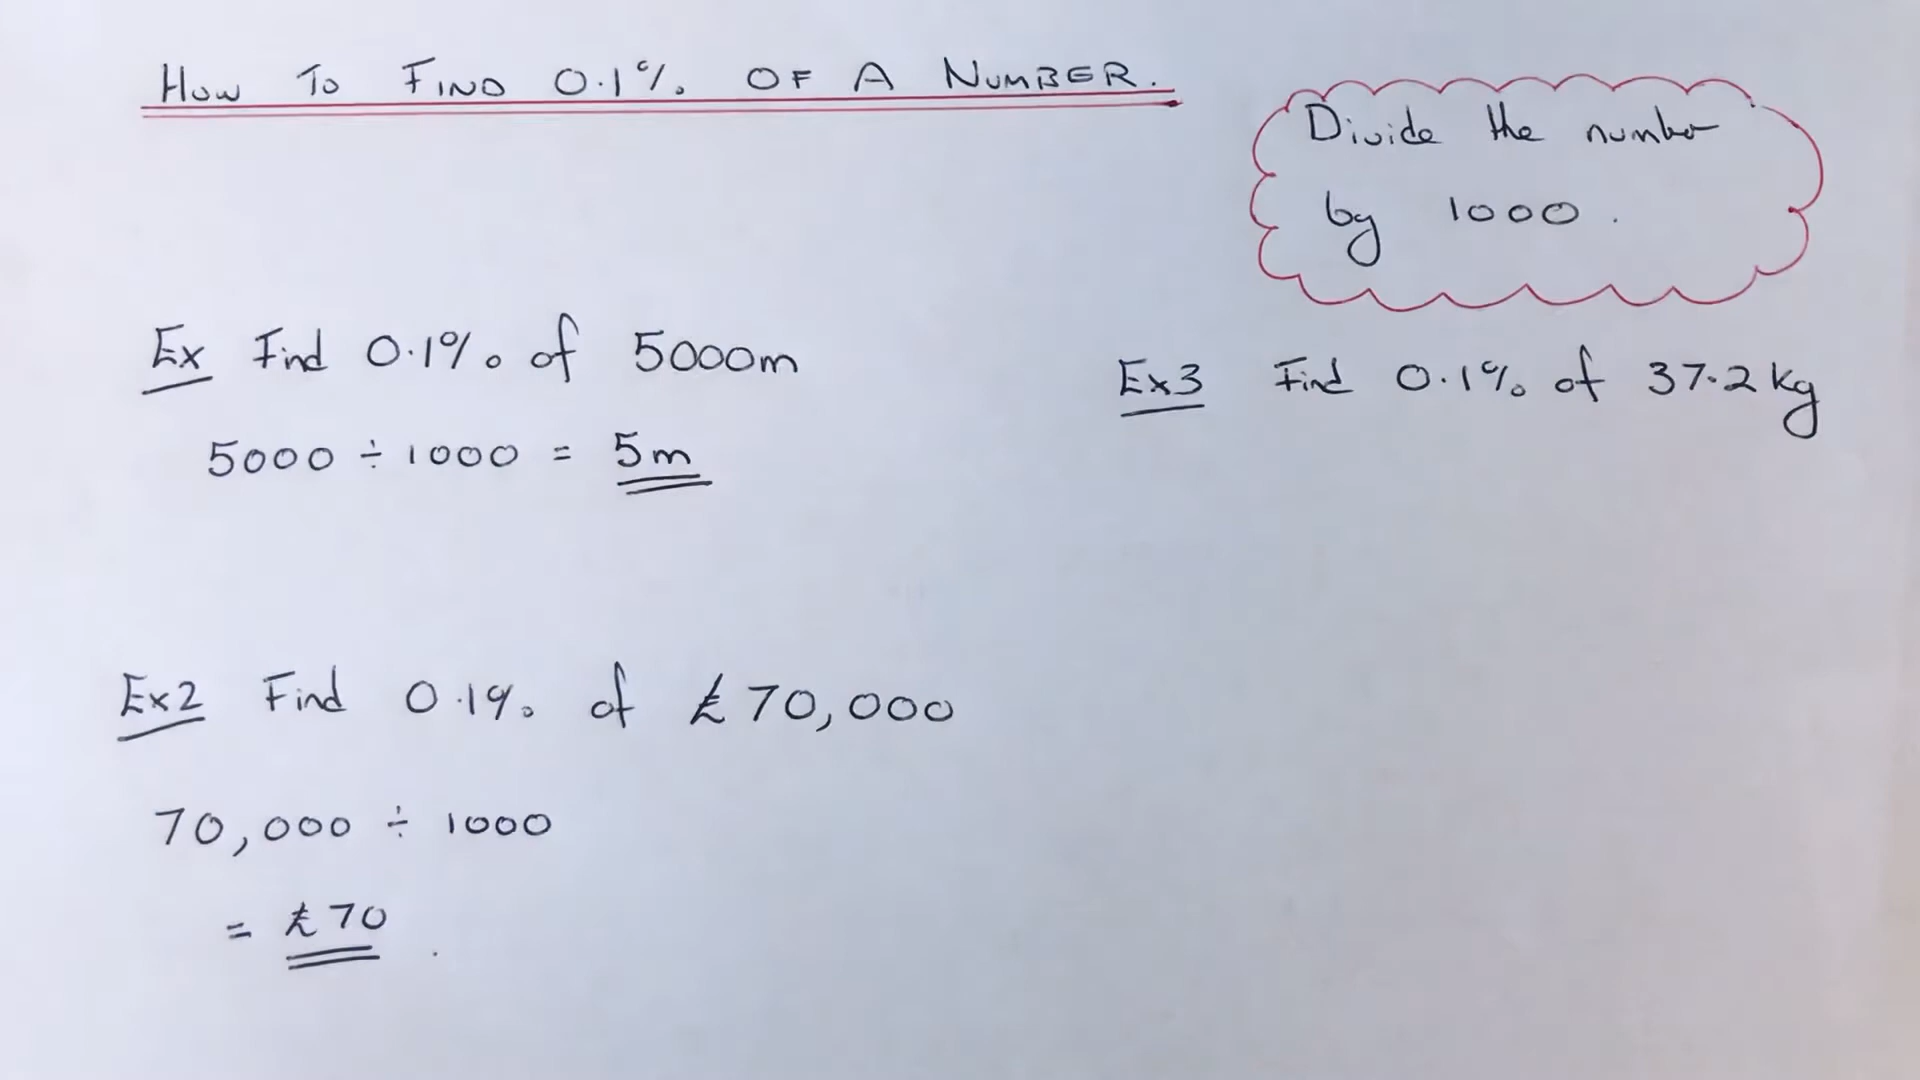 HOW TO FIND 0.1% OF A NUMBER.
Divide the number
by 1000.
Ex Find 0.1% of 5000m
5000 ÷ 1000 = 5m
Ex2 Find 0.1% of £70,000
70,000 ÷ 1000
= £70
Ex3 Find 0.1% of 37.2kg